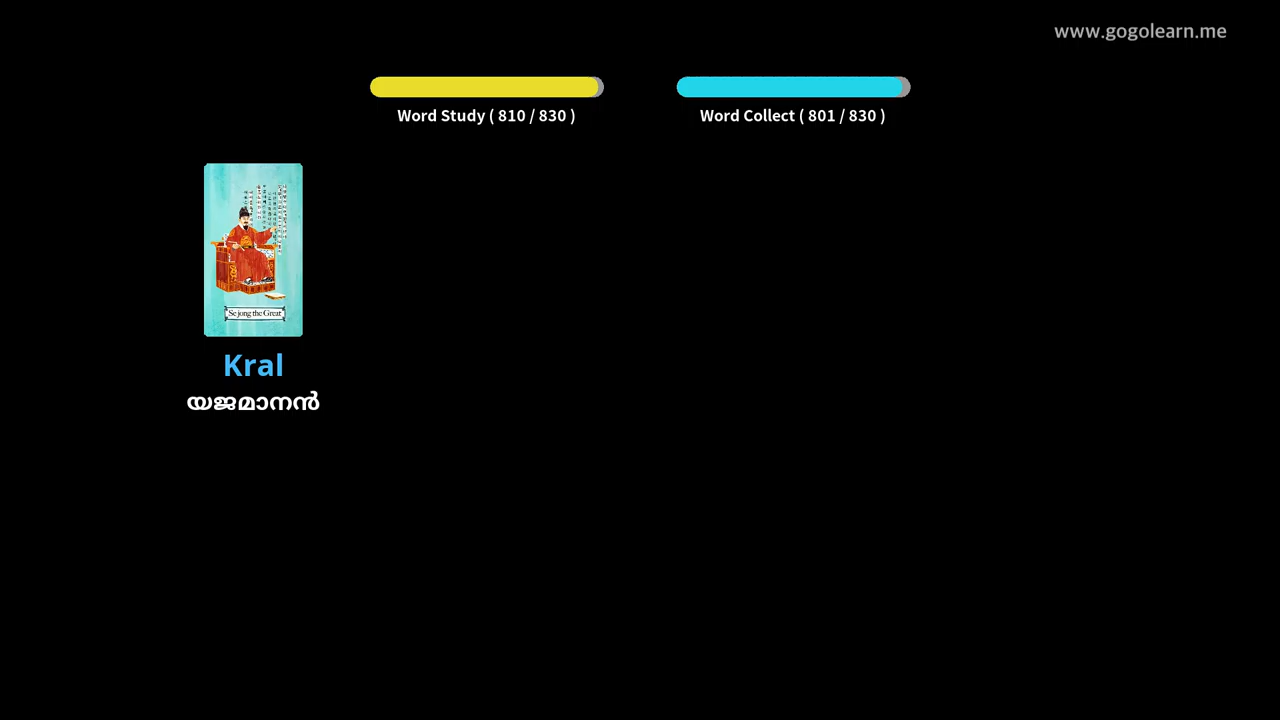 www.gogolearn.me
Word Study ( 810 / 830 )
Word Collect ( 801 / 830 )
Sejong the Great
Kral
യജമാനൻ